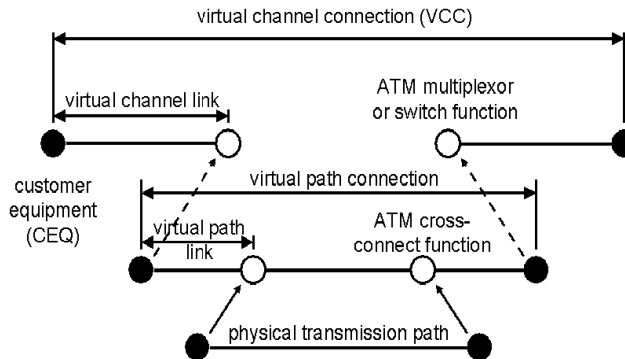 virtual channel connection (VCC)
virtual channel link
ATM multiplexor
or switch function
customer
equipment
(CEQ)
virtual path connection
virtual path
link
ATM cross-
connect function
physical transmission path